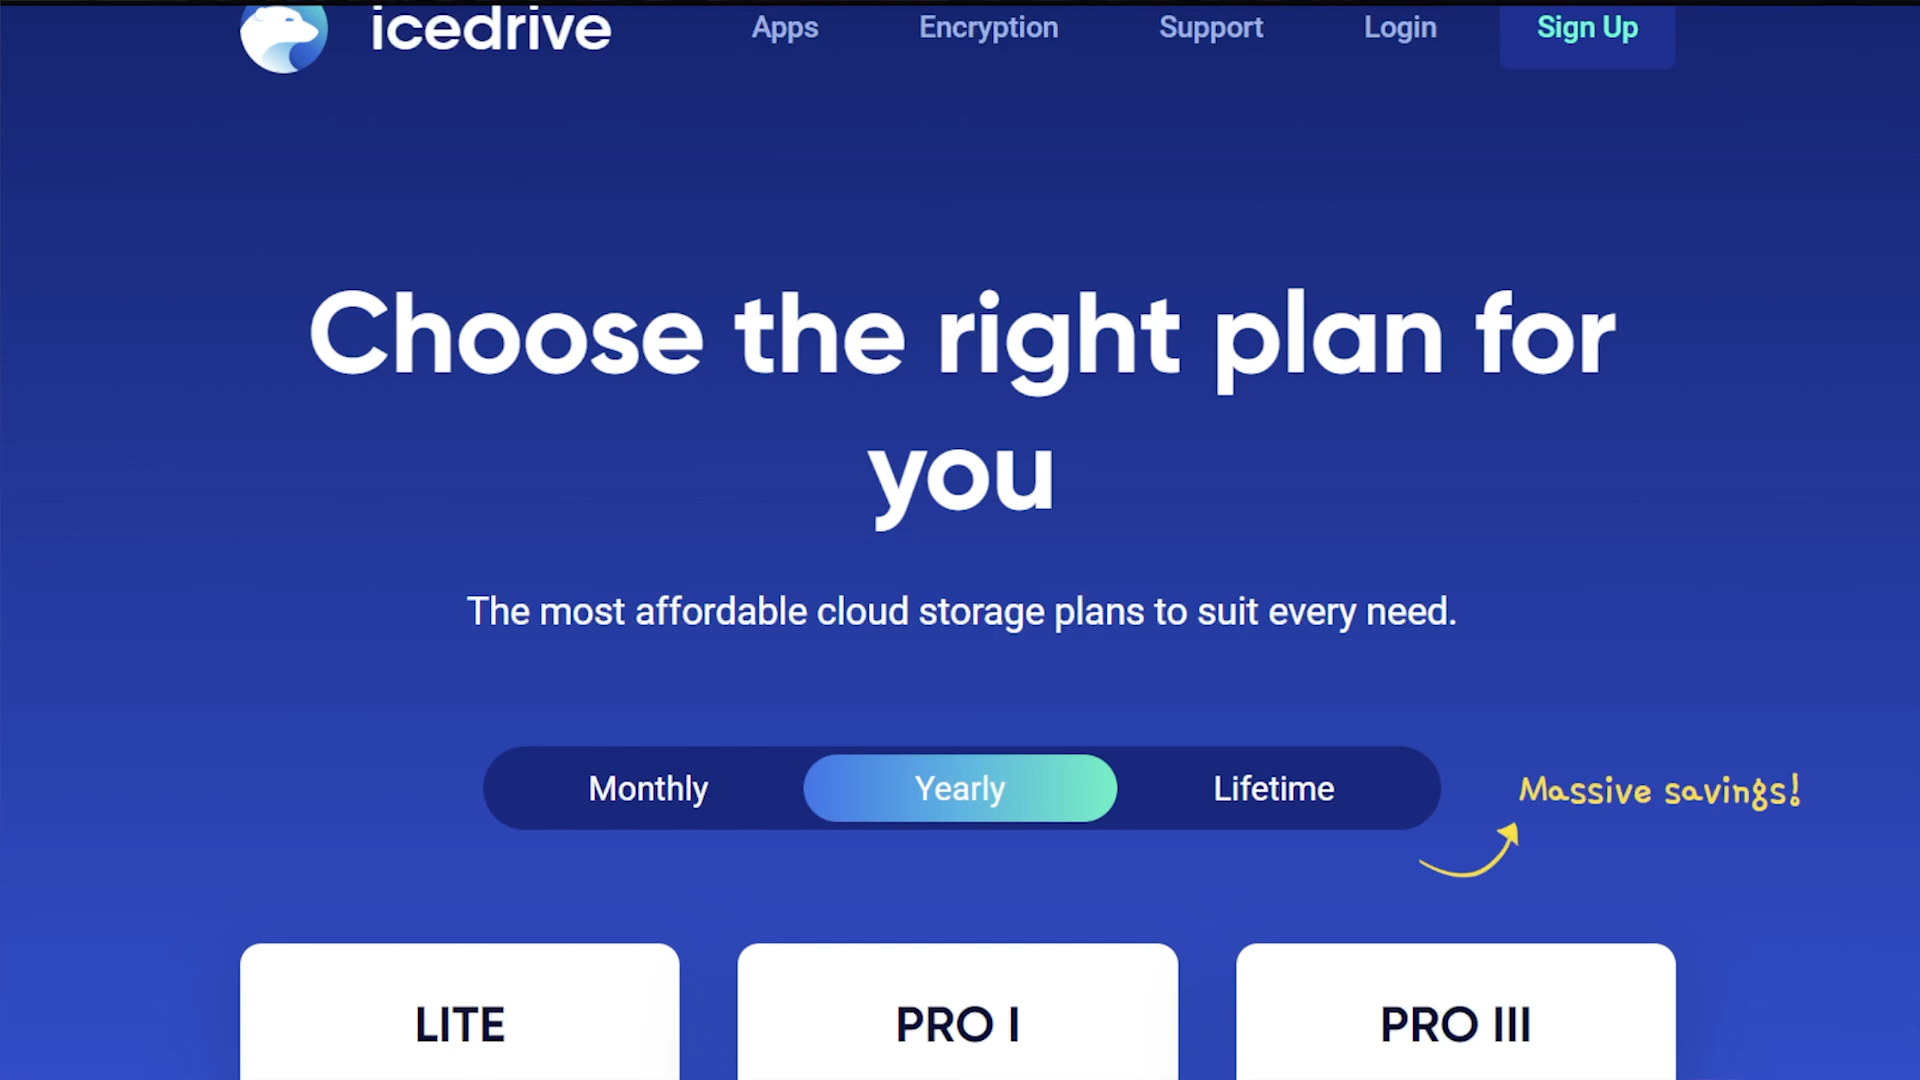 icedrive
Apps
Encryption
Support
Login
Sign Up
Choose the right plan for
you
The most affordable cloud storage plans to suit every need.
Monthly
Yearly
Lifetime
Massive savings!
LITE
PRO I
PRO III